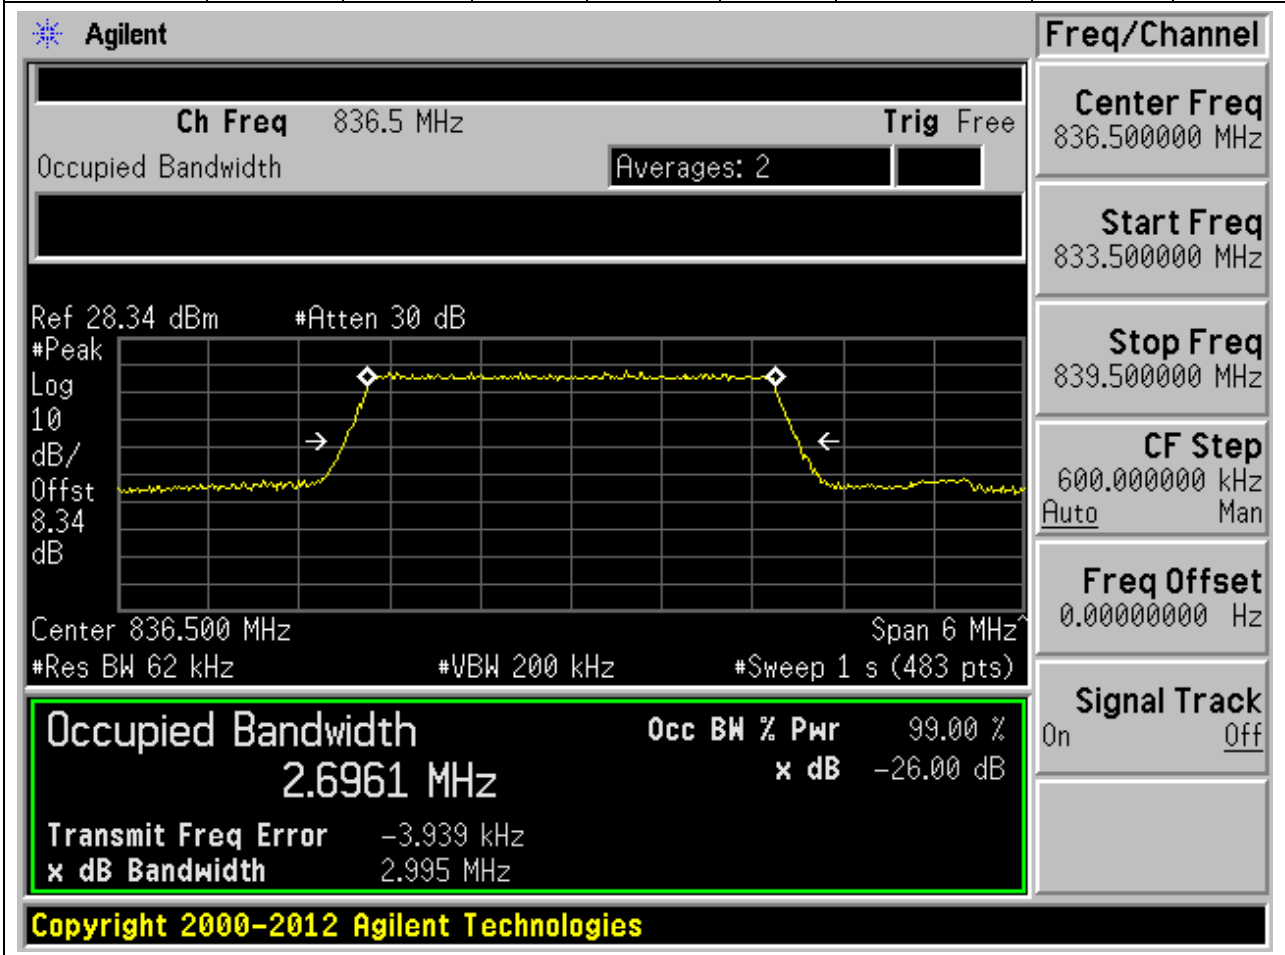 Agilent
Freq/Channel
Ch Freq 836.5 MHz Trig Free
Occupied Bandwidth Averages: 2
Center Freq
836.500000 MHz
Start Freq
833.500000 MHz
Stop Freq
839.500000 MHz
CF Step
600.000000 kHz
Auto Man
Freq Offset
0.00000000 Hz
Signal Track
On Off
Ref 28.34 dBm #Atten 30 dB
#Peak
Log
10
dB/
Offst
8.34
dB
Center 836.500 MHz Span 6 MHz^
#Res BW 62 kHz #VBW 200 kHz #Sweep 1 s (483 pts)
Occupied Bandwidth Occ BW % Pwr 99.00 %
2.6961 MHz x dB -26.00 dB
Transmit Freq Error -3.939 kHz
x dB Bandwidth 2.995 MHz
Copyright 2000-2012 Agilent Technologies